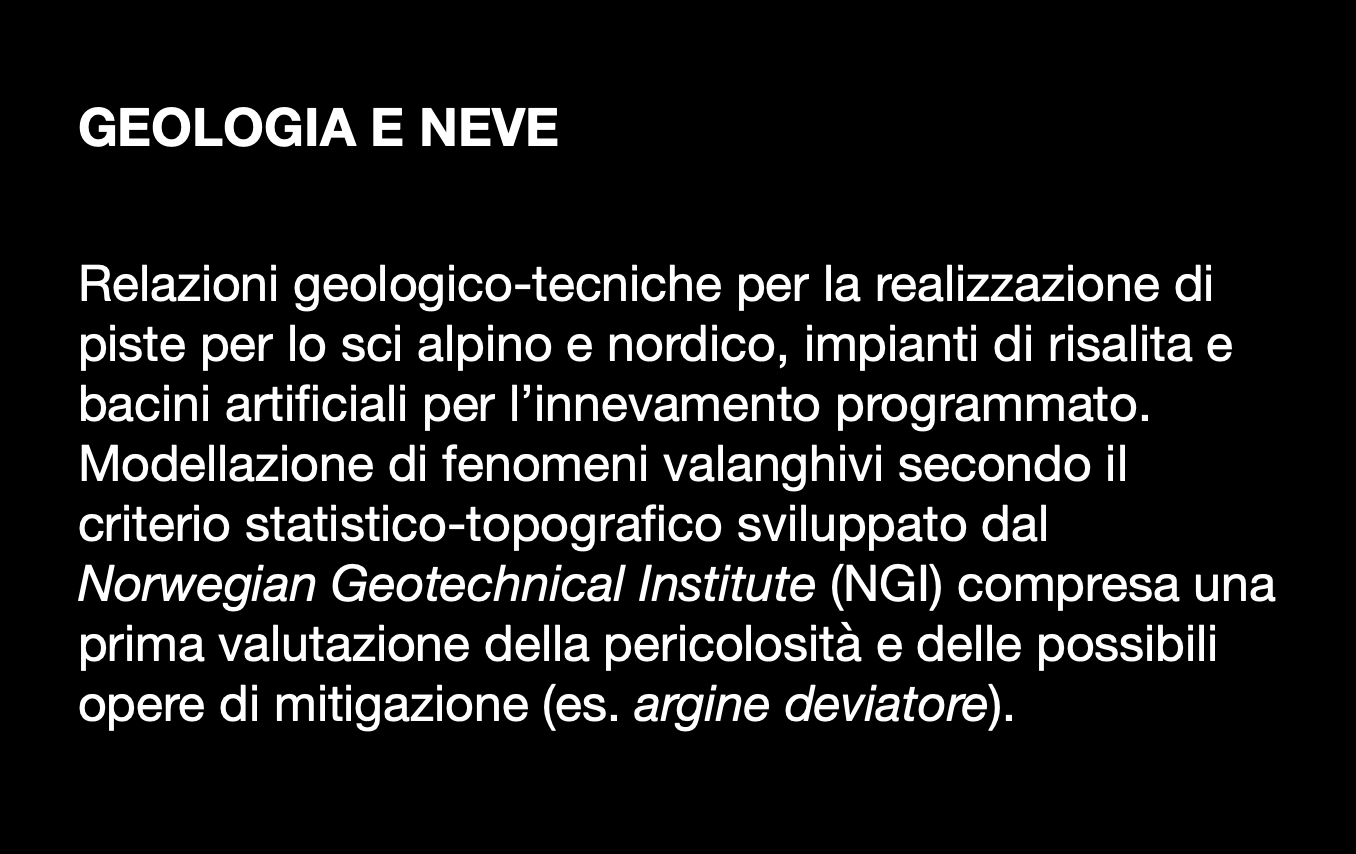 GEOLOGIA E NEVE
Relazioni geologico-tecniche per la realizzazione di
piste per lo sci alpino e nordico, impianti di risalita e
bacini artificiali per l’innevamento programmato.
Modellazione di fenomeni valanghivi secondo il
criterio statistico-topografico sviluppato dal
Norwegian Geotechnical Institute (NGI) compresa una
prima valutazione della pericolosità e delle possibili
opere di mitigazione (es. argine deviatore).